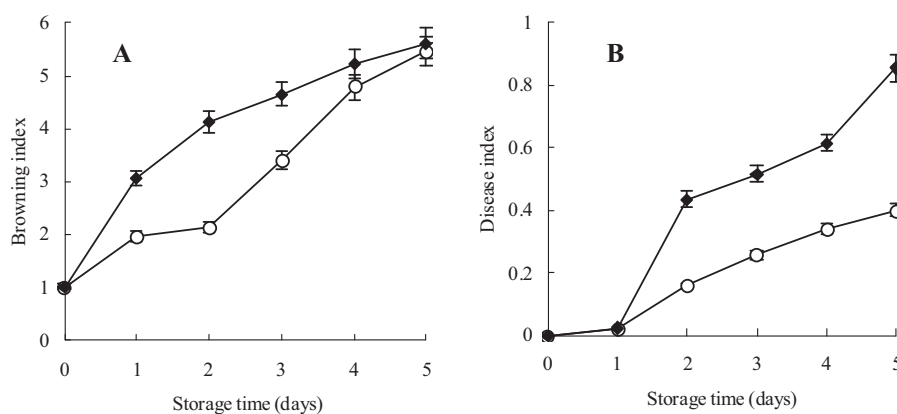 A
Browning index
6
5
4
3
2
1
0
0 1 2 3 4 5
Storage time (days)
B
Disease index
1
0.8
0.6
0.4
0.2
0
0 1 2 3 4 5
Storage time (days)